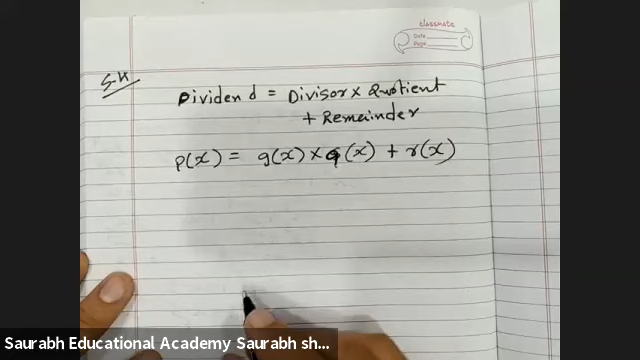 classmate
Date
Page
SH
Dividend = Divisor × Quotient
+ Remainder
p(x) = g(x) × q(x) + r(x)
Saurabh Educational Academy Saurabh sh...